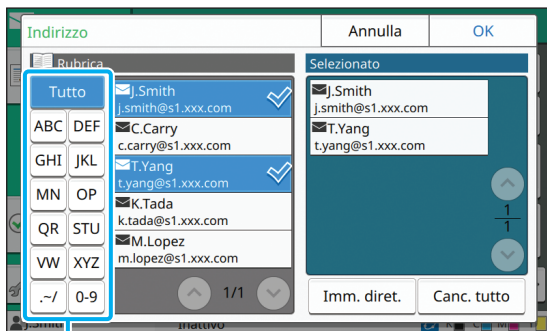 Indirizzo
Annulla
OK
Rubrica
Selezionato
Tutto
ABC DEF
GHI JKL
MN OP
QR STU
VW XYZ
.~/ 0-9
J.Smith
j.smith@s1.xxx.com
C.Carry
c.carry@s1.xxx.com
T.Yang
t.yang@s1.xxx.com
K.Tada
k.tada@s1.xxx.com
M.Lopez
m.lopez@s1.xxx.com
1/1
J.Smith
j.smith@s1.xxx.com
T.Yang
t.yang@s1.xxx.com
1
1
Imm. diret.
Canc. tutto
J.Smith
Inattivo
K C M Y